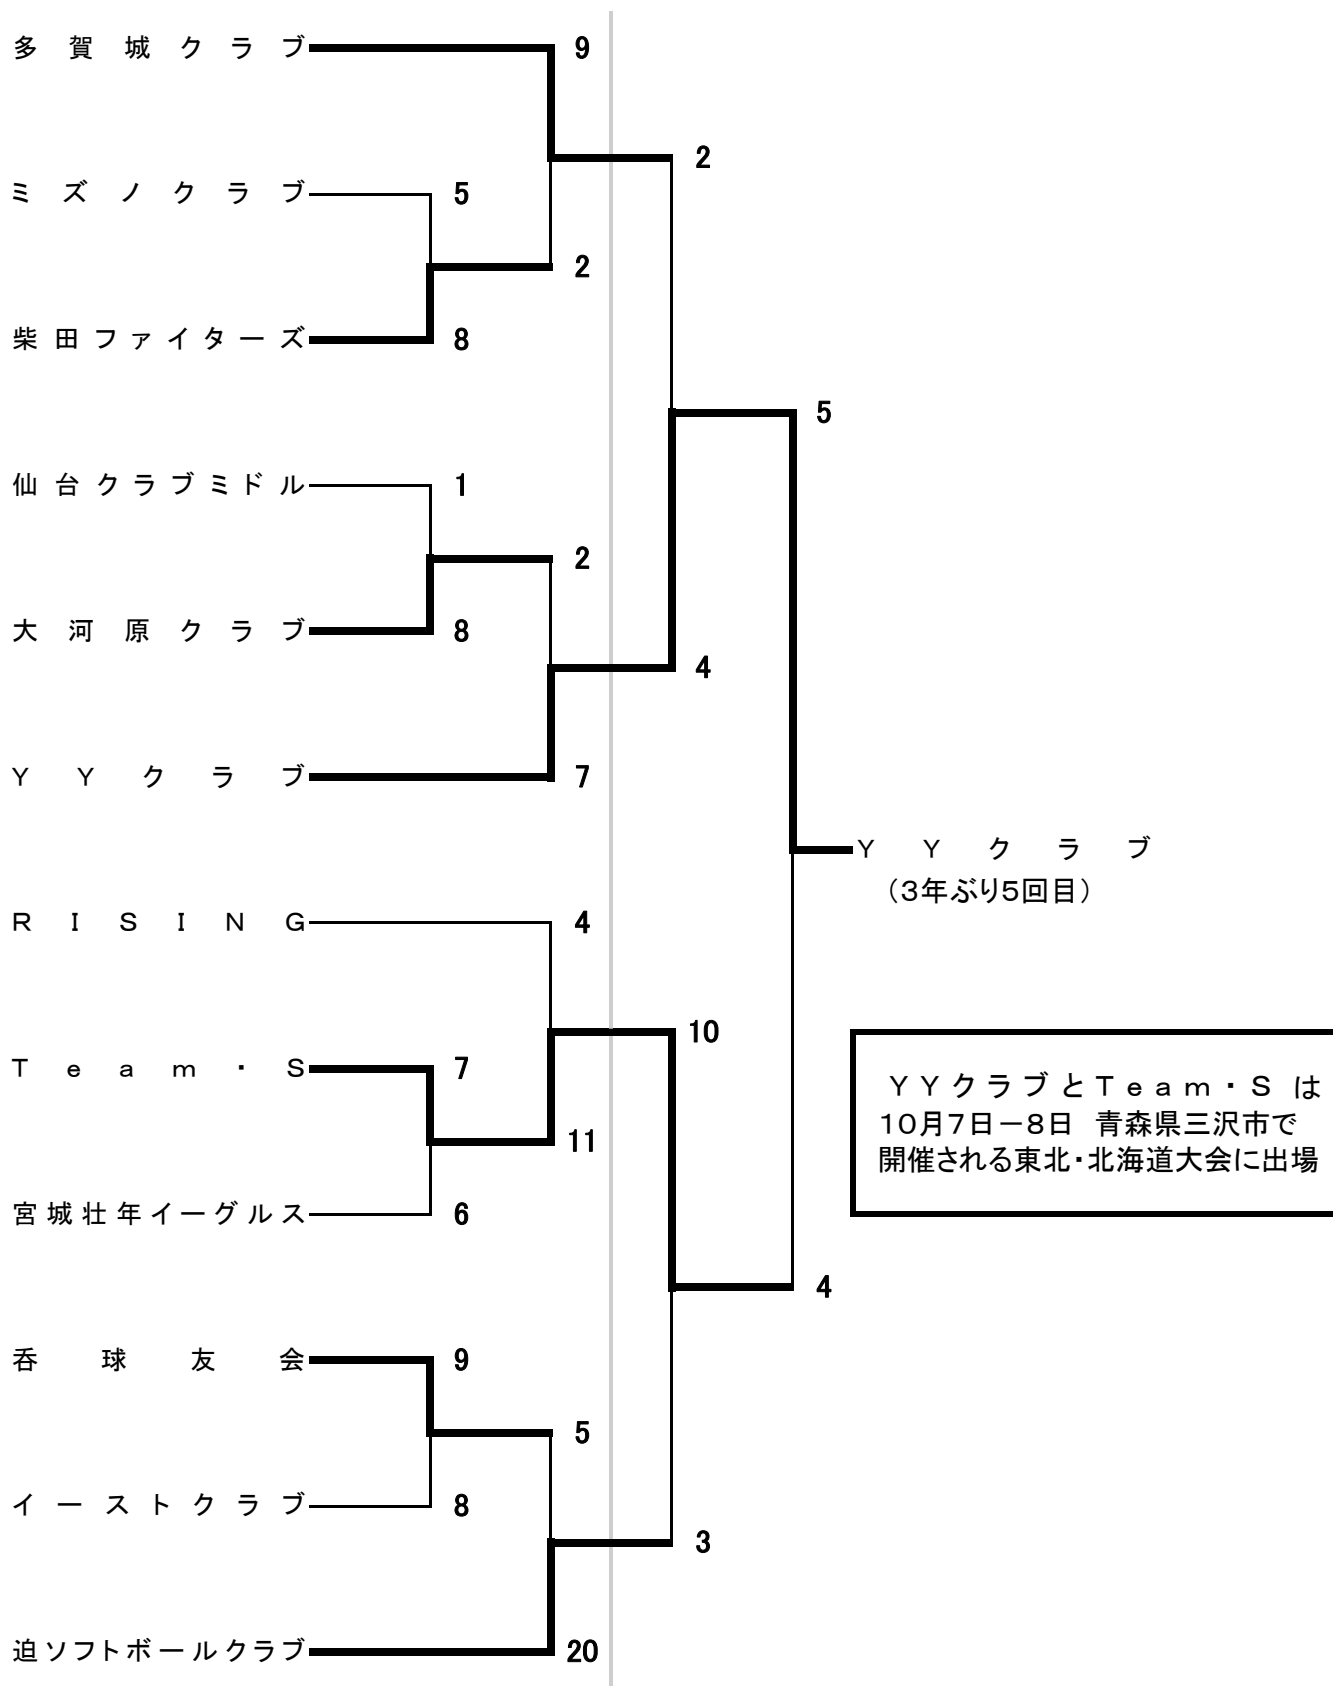 多賀城クラブ
9
2
ミズノクラブ
5
2
柴田ファイターズ
8
5
仙台クラブミドル
1
2
大河原クラブ
8
4
YYクラブ
7
YYクラブ
（3年ぶり5回目）
RISING
4
10
Team・S
7
YYクラブとTeam・S は
10月7日－8日　青森県三沢市で
開催される東北・北海道大会に出場
11
宮城壮年イーグルス
6
4
呑球友会
9
5
イーストクラブ
8
3
迫ソフトボールクラブ
20